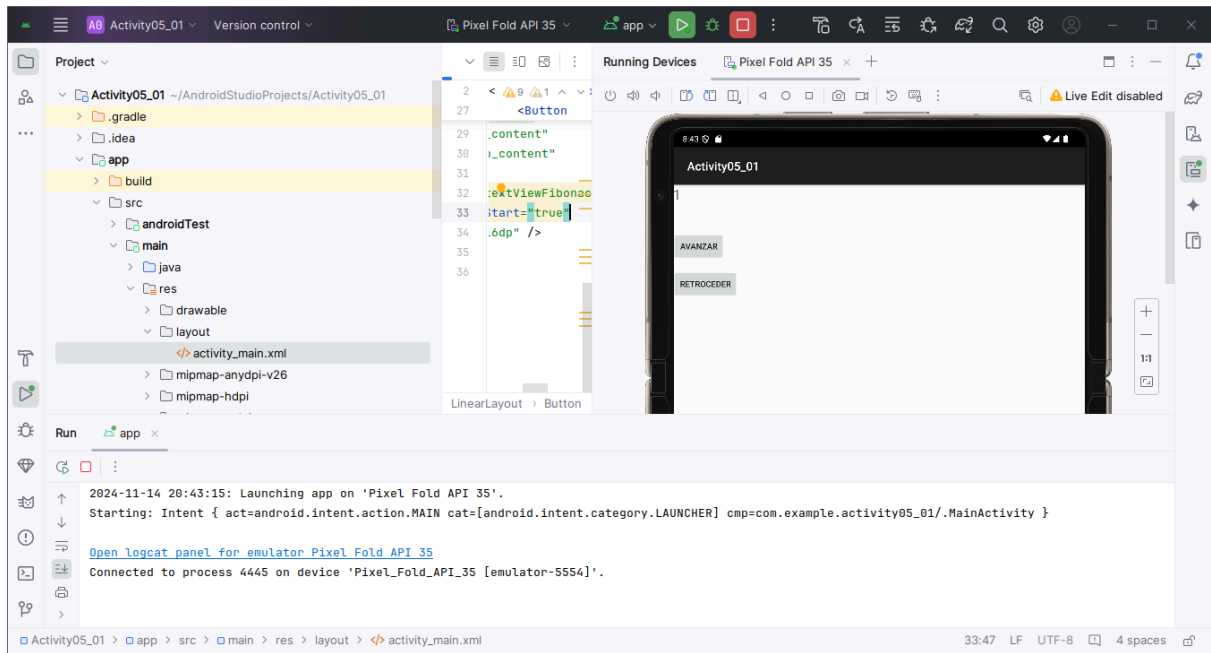 A0 Activity05_01 Version control Pixel Fold API 35 app
Project
Activity05_01 ~/AndroidStudioProjects/Activity05_01
.gradle
.idea
app
build
src
androidTest
main
java
res
drawable
layout
</> activity_main.xml
mipmap-anydpi-v26
mipmap-hdpi
2 < 9 1
27 <Button
29 _content"
30 _content"
31
32 :extViewFibonac
33 start="true"
34 .6dp" />
35
36
LinearLayout > Button
Running Devices Pixel Fold API 35
Live Edit disabled
8:43
Activity05_01
1
AVANZAR
RETROCEDER
1:1
Run app
2024-11-14 20:43:15: Launching app on 'Pixel Fold API 35'.
Starting: Intent { act=android.intent.action.MAIN cat=[android.intent.category.LAUNCHER] cmp=com.example.activity05_01/.MainActivity }
Open logcat panel for emulator Pixel Fold API 35
Connected to process 4445 on device 'Pixel_Fold_API_35 [emulator-5554]'.
Activity05_01 > app > src > main > res > layout > </> activity_main.xml 33:47 LF UTF-8 4 spaces